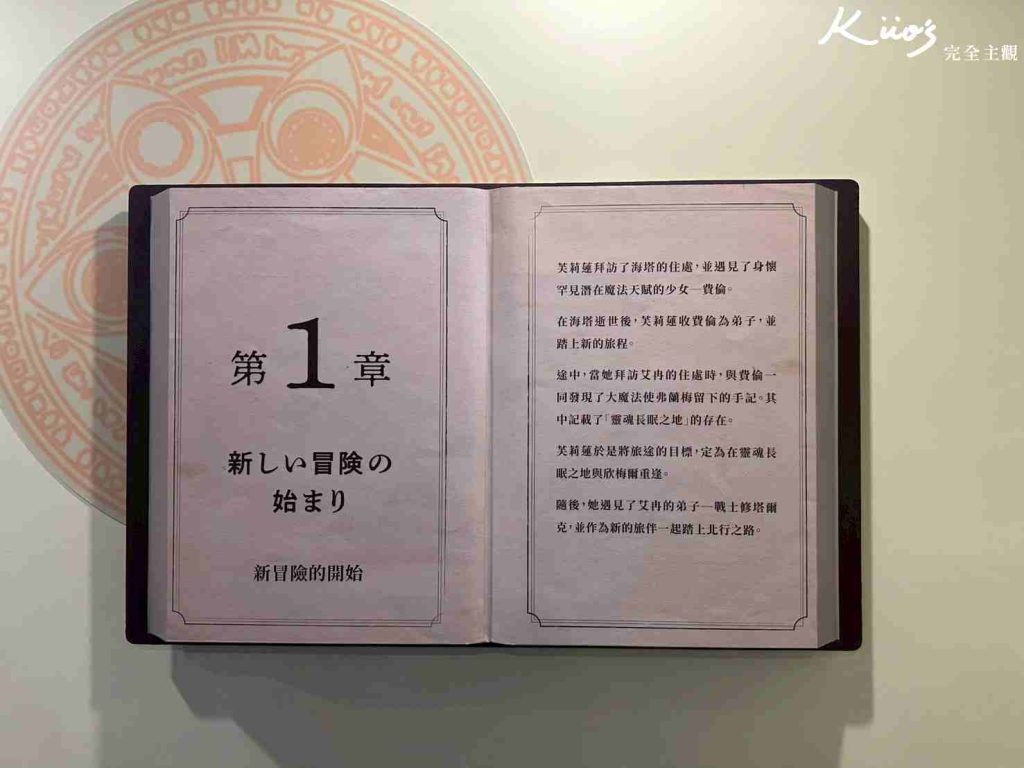 Küo's 完全主觀
第1章
新しい冒険の
始まり
新冒險的開始
芙莉蓮拜訪了海塔的住處，並遇見了身懷
罕見潛在魔法天賦的少女─費倫。
在海塔逝世後，芙莉蓮收費倫為弟子，並
踏上新的旅程。
途中，當她拜訪艾冉的住處時，與費倫一
同發現了大魔法使弗蘭梅留下的手記。其
中記載了「靈魂長眠之地」的存在。
芙莉蓮於是將旅途的目標，定為在靈魂長
眠之地與欣梅爾重逢。
隨後，她遇見了艾冉的弟子─戰士修塔爾
克，並作為新的旅伴一起踏上北行之路。